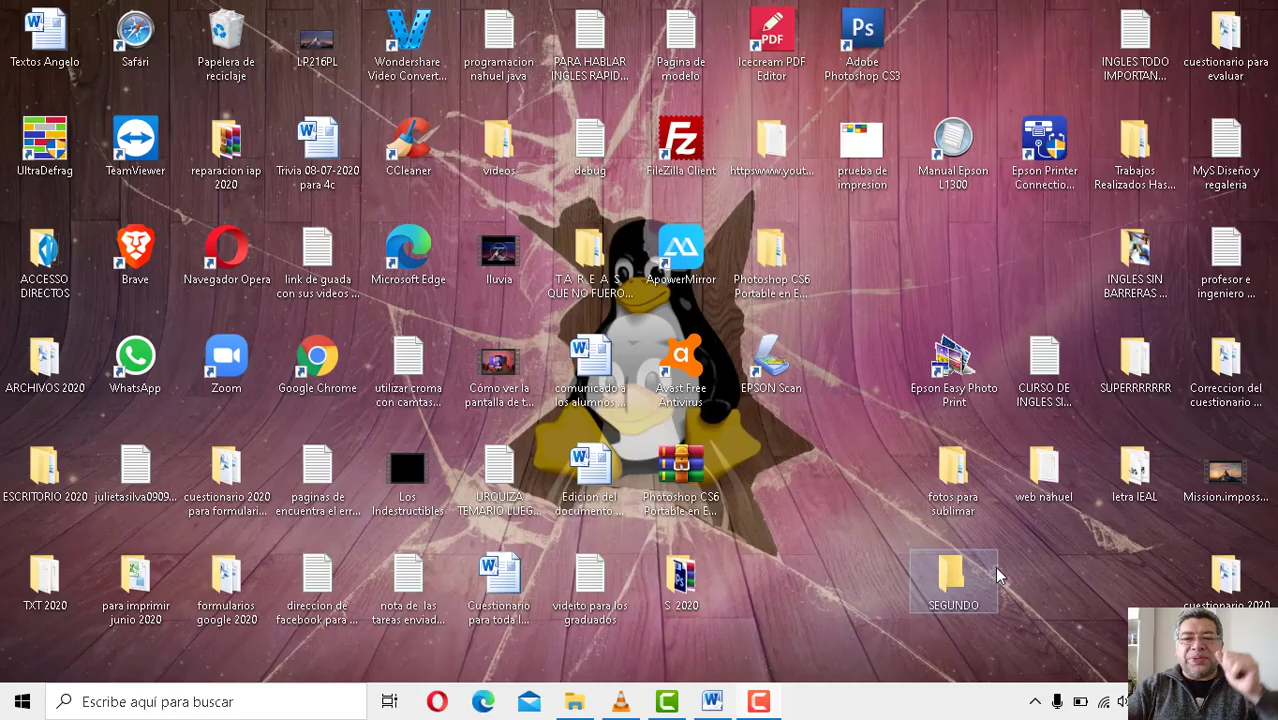 Textos Angelo
Safari
Papelera de
reciclaje
LP216PL
Wondershare
Video Convert...
programacion
nahuel java
PARA HABLAR
INGLES RAPID...
Pagina de
modelo
PDF
Icecream PDF
Editor
Ps
Adobe
Photoshop CS3
INGLES TODO
IMPORTAN...
cuestionario para
evaluar
UltraDefrag
TeamViewer
reparacion iap
2020
Trivia 08-07-2020
para 4c
CCleaner
videos
debug
Fz
FileZilla Client
httpswww.yout...
prueba de
impresion
Manual Epson
L1300
Epson Printer
Connectio...
Trabajos
Realizados Has...
MyS Diseño y
regaleria
ACCESSO
DIRECTOS
Brave
Navegador Opera
link de guada
con sus videos ...
Microsoft Edge
lluvia
T A R E A S
QUE NO FUERO...
ApowerMirror
Photoshop CS6
Portable en E...
INGLES SIN
BARRERAS ...
profesor e
ingeniero ...
ARCHIVOS 2020
WhatsApp
Zoom
Google Chrome
utilizar croma
con camtas...
Cómo ver la
pantalla de t...
comunicado a
los alumnos ...
Avast Free
Antivirus
EPSON Scan
Epson Easy Photo
Print
CURSO DE
INGLES SI...
SUPERRRRRRR
Correccion del
cuestionario ...
ESCRITORIO 2020
julietasilva0909...
cuestionario 2020
para formulari...
paginas de
encuentra el err...
Los
Indestructibles
URQUIZA
TEMARIO LUEG...
Edicion del
documento ...
Photoshop CS6
Portable en E...
fotos para
sublimar
web nahuel
letra IEAL
Mission.imposs...
TXT 2020
para imprimir
junio 2020
formularios
google 2020
direccion de
facebook para ...
nota de las
tareas enviad...
Cuestionario
para toda l...
videito para los
graduados
S 2020
SEGUNDO
cuestionario 2020
Escribe aquí para buscar